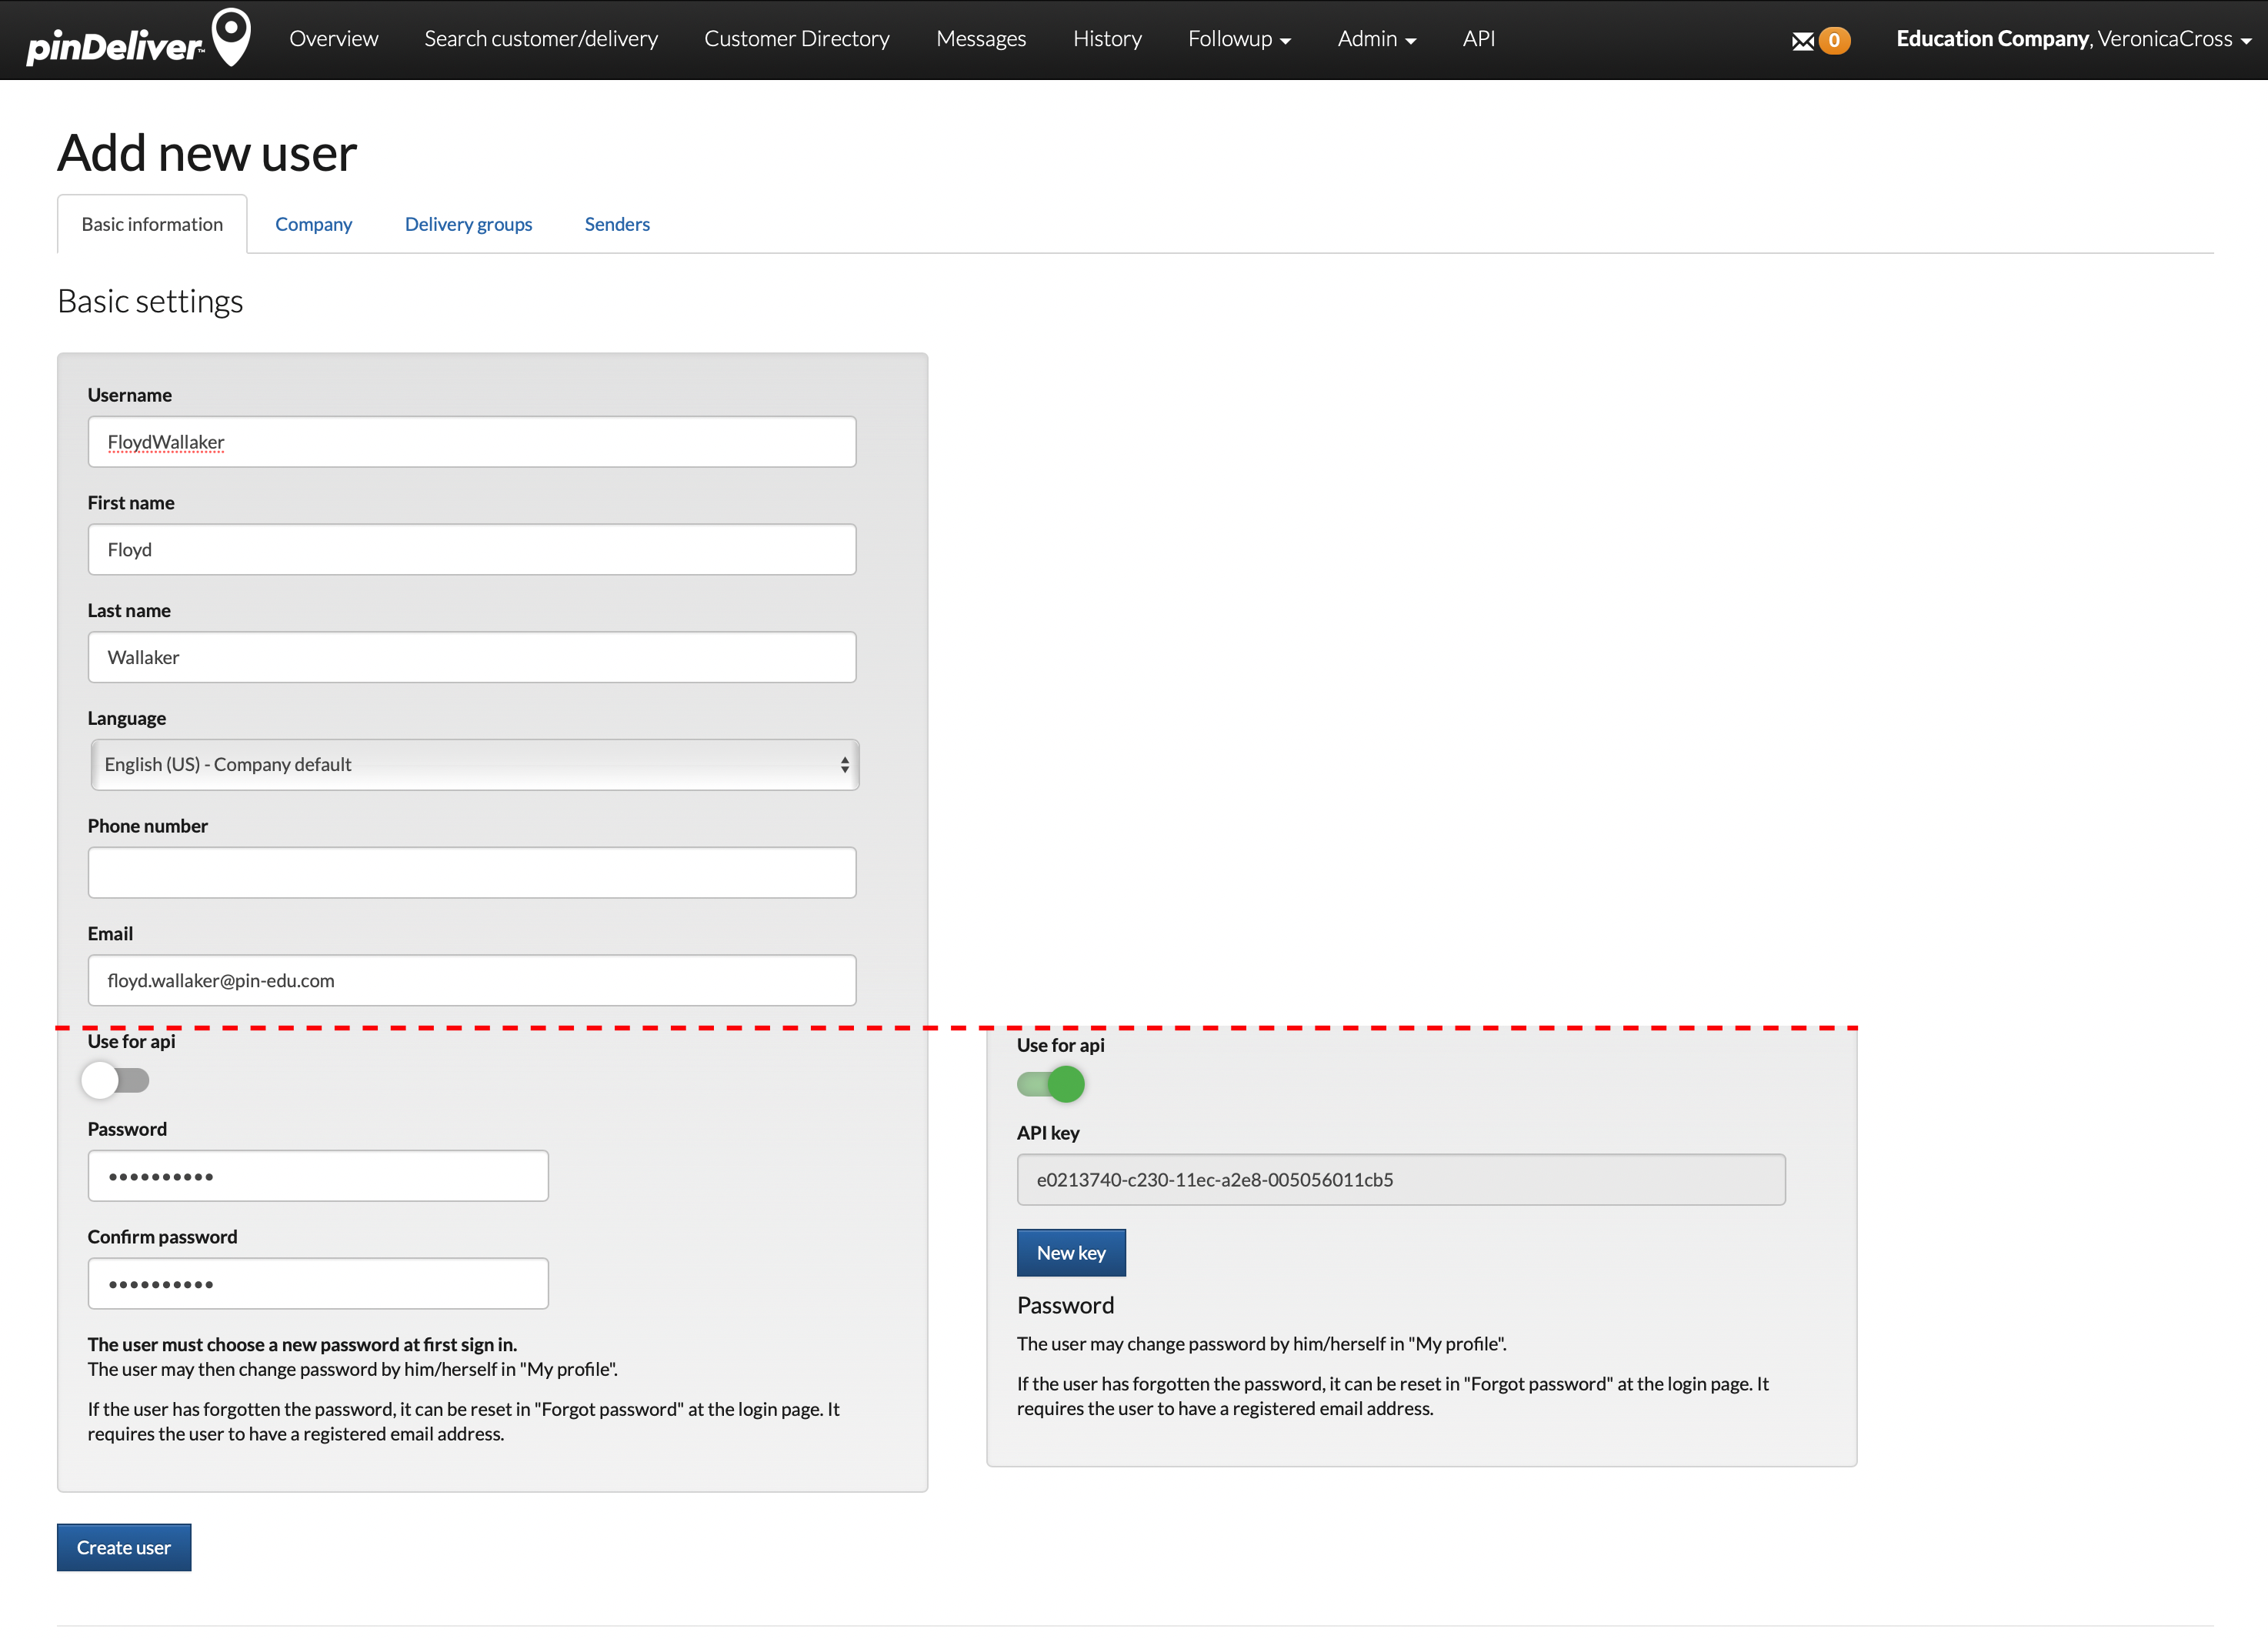 pinDeliver™ Overview Search customer/delivery Customer Directory Messages History Followup Admin API 0 Education Company, VeronicaCross
Add new user
Basic information Company Delivery groups Senders
Basic settings
Username
FloydWallaker
First name
Floyd
Last name
Wallaker
Language
English (US) - Company default
Phone number
Email
floyd.wallaker@pin-edu.com
Use for api
Password
••••••••••
Confirm password
••••••••••
The user must choose a new password at first sign in.
The user may then change password by him/herself in "My profile".
If the user has forgotten the password, it can be reset in "Forgot password" at the login page. It
requires the user to have a registered email address.
Use for api
API key
e0213740-c230-11ec-a2e8-005056011cb5
New key
Password
The user may change password by him/herself in "My profile".
If the user has forgotten the password, it can be reset in "Forgot password" at the login page. It
requires the user to have a registered email address.
Create user